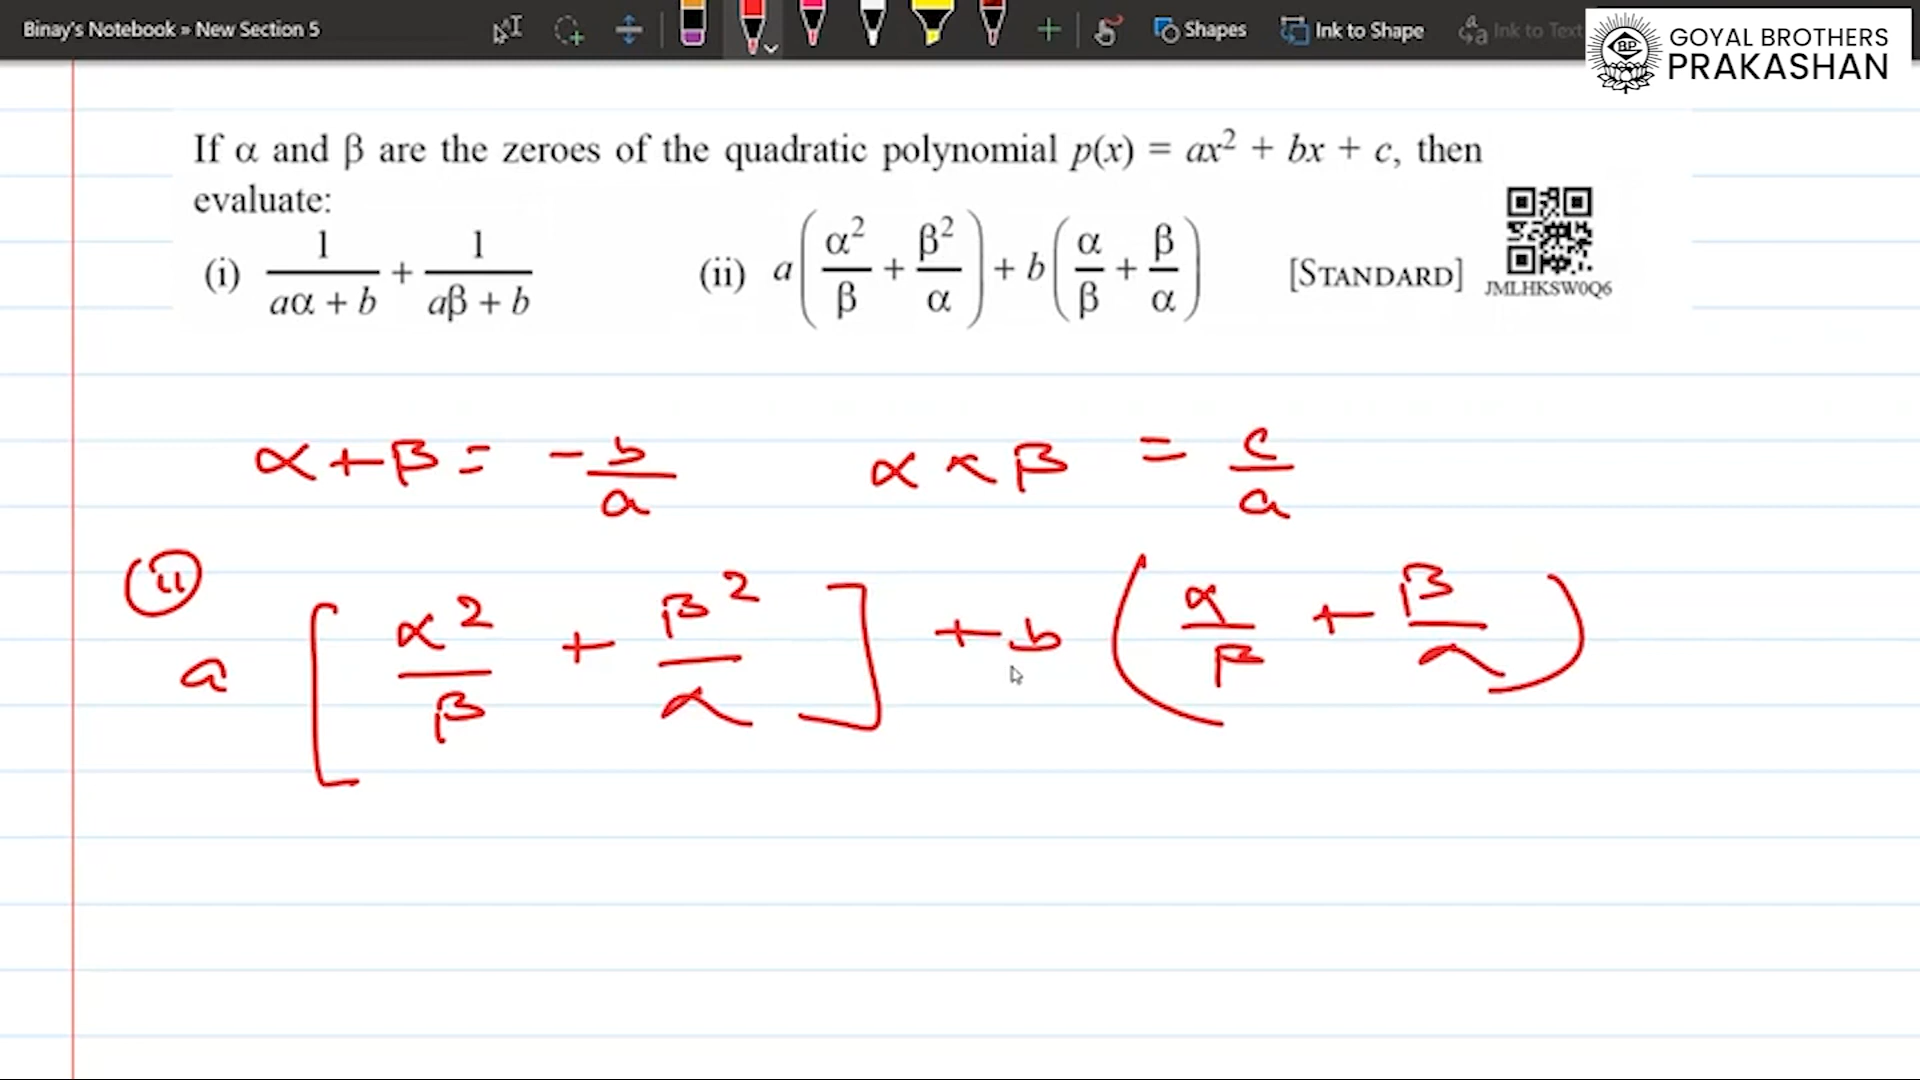 Binay's Notebook » New Section 5
Shapes
Ink to Shape
Ink to Text
GOYAL BROTHERS
PRAKASHAN
If α and β are the zeroes of the quadratic polynomial p(x) = ax² + bx + c, then
evaluate:
(i) 1/(aα + b) + 1/(aβ + b) (ii) a(α²/β + β²/α) + b(α/β + β/α) [STANDARD]
JMLHKSW0Q6
α + β = - b/a α × β = c/a
(ii)
a [α²/β + β²/α] + b (α/β + β/α)